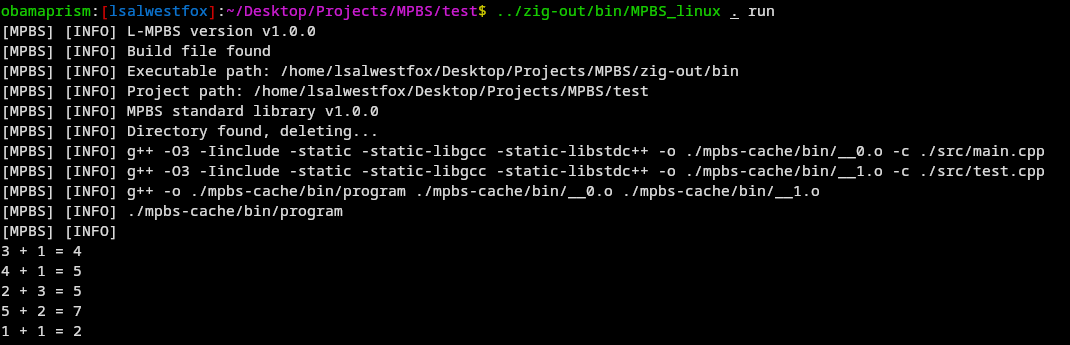 obamaprism:[lsalwestfox]:~/Desktop/Projects/MPBS/test$ ../zig-out/bin/MPBS_linux . run
[MPBS] [INFO] L-MPBS version v1.0.0
[MPBS] [INFO] Build file found
[MPBS] [INFO] Executable path: /home/lsalwestfox/Desktop/Projects/MPBS/zig-out/bin
[MPBS] [INFO] Project path: /home/lsalwestfox/Desktop/Projects/MPBS/test
[MPBS] [INFO] MPBS standard library v1.0.0
[MPBS] [INFO] Directory found, deleting...
[MPBS] [INFO] g++ -O3 -Iinclude -static -static-libgcc -static-libstdc++ -o ./mpbs-cache/bin/__0.o -c ./src/main.cpp
[MPBS] [INFO] g++ -O3 -Iinclude -static -static-libgcc -static-libstdc++ -o ./mpbs-cache/bin/__1.o -c ./src/test.cpp
[MPBS] [INFO] g++ -o ./mpbs-cache/bin/program ./mpbs-cache/bin/__0.o ./mpbs-cache/bin/__1.o
[MPBS] [INFO] ./mpbs-cache/bin/program
[MPBS] [INFO]
3 + 1 = 4
4 + 1 = 5
2 + 3 = 5
5 + 2 = 7
1 + 1 = 2